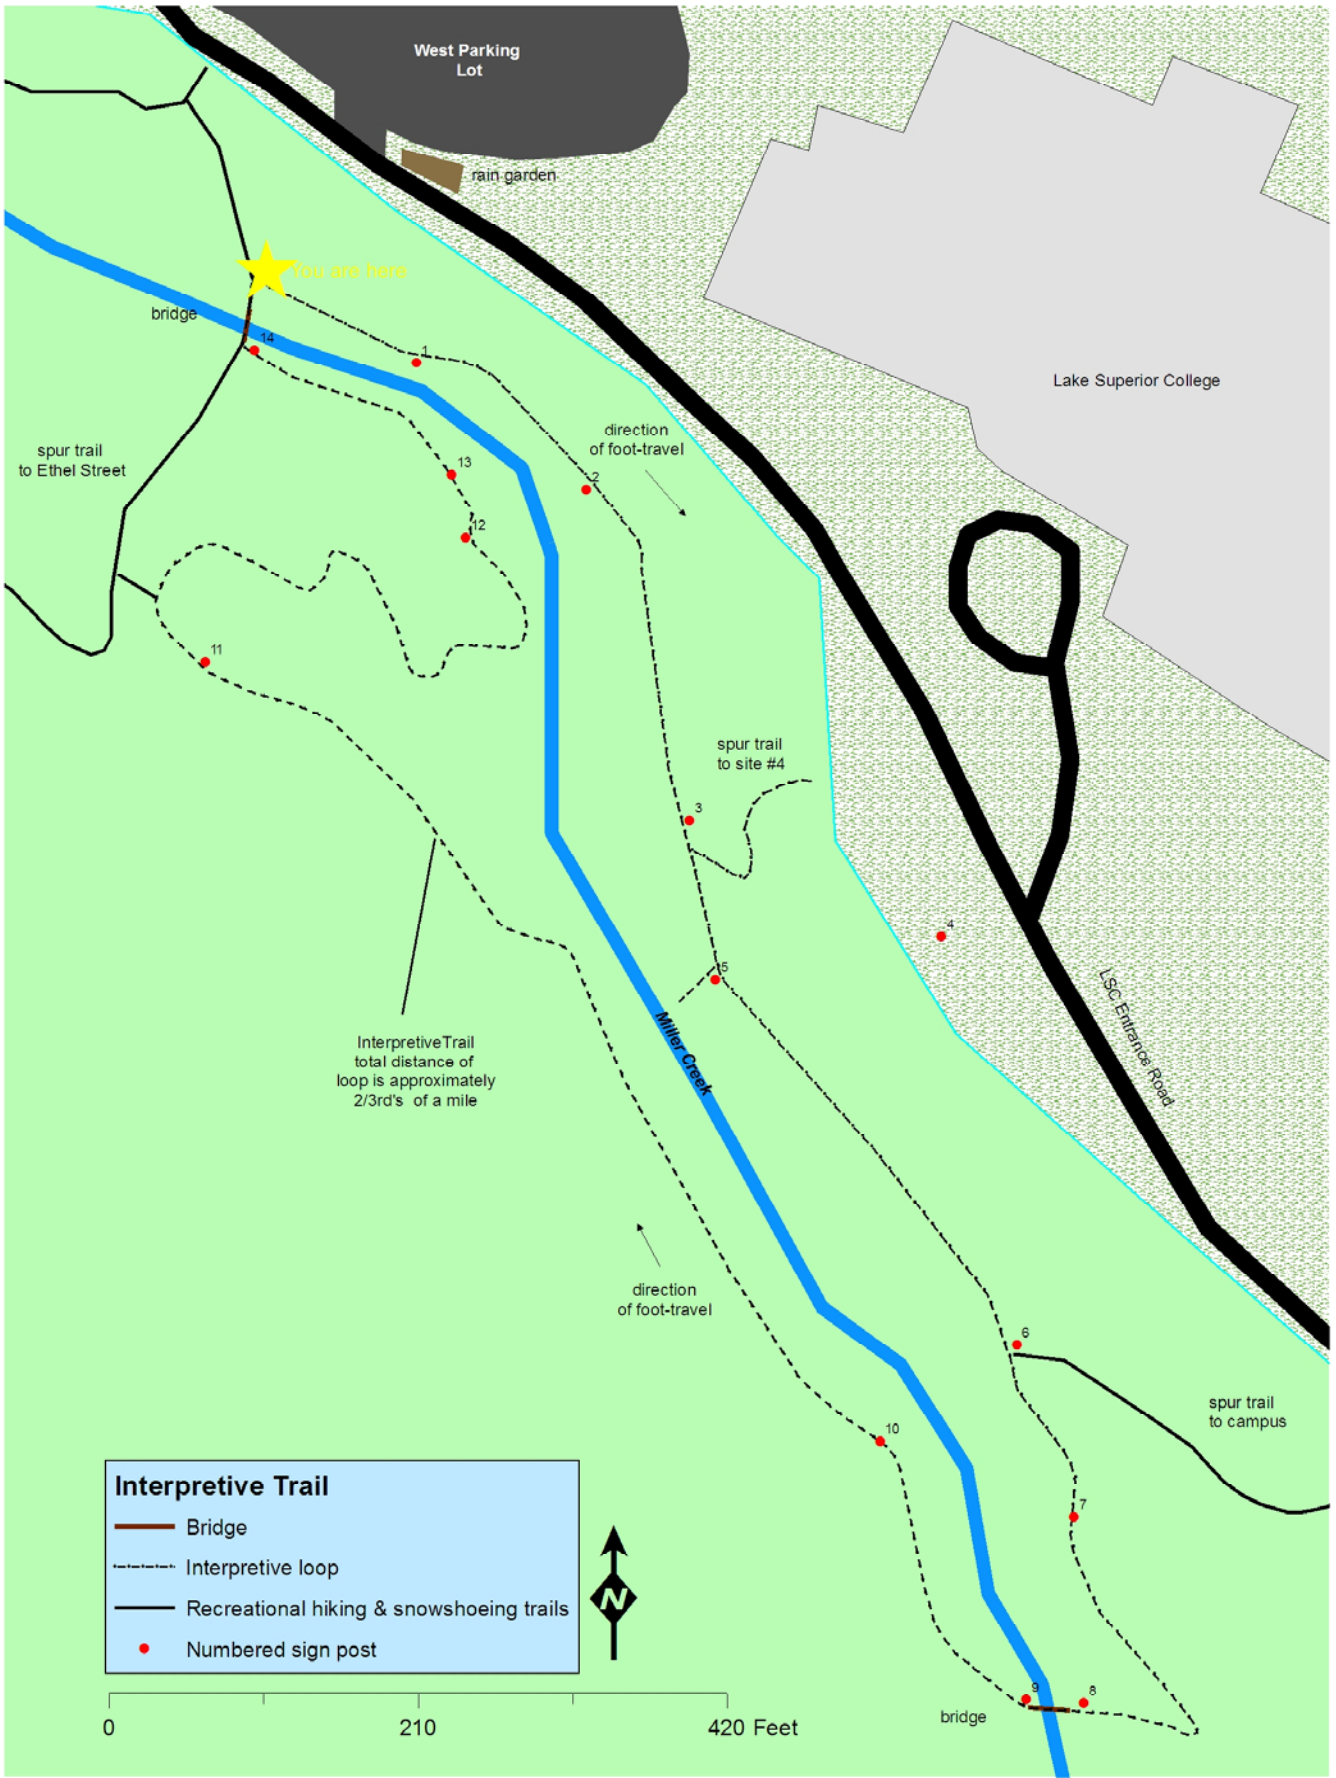 West Parking
Lot
rain garden
You are here
bridge
14
1
Lake Superior College
direction
of foot-travel
spur trail
to Ethel Street
13
2
12
11
spur trail
to site #4
3
4
5
LSC Entrance Road
Miller Creek
InterpretiveTrail
total distance of
loop is approximately
2/3rd's of a mile
direction
of foot-travel
6
spur trail
to campus
10
7
Interpretive Trail
Bridge
Interpretive loop
Recreational hiking & snowshoeing trails
Numbered sign post
N
9
8
bridge
0 210 420 Feet